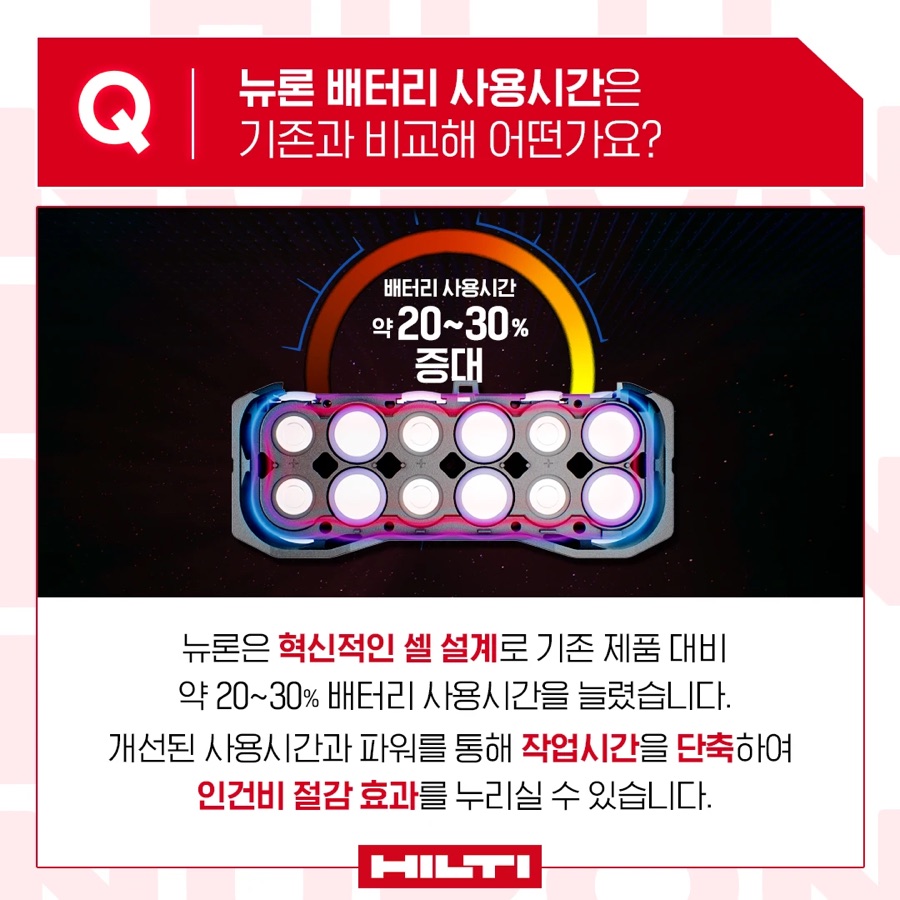 Q
뉴론 배터리 사용시간은
기존과 비교해 어떤가요?
배터리 사용시간
약 20~30%
증대
뉴론은 혁신적인 셀 설계로 기존 제품 대비
약 20~30% 배터리 사용시간을 늘렸습니다.
개선된 사용시간과 파워를 통해 작업시간을 단축하여
인건비 절감 효과를 누리실 수 있습니다.
HILTI